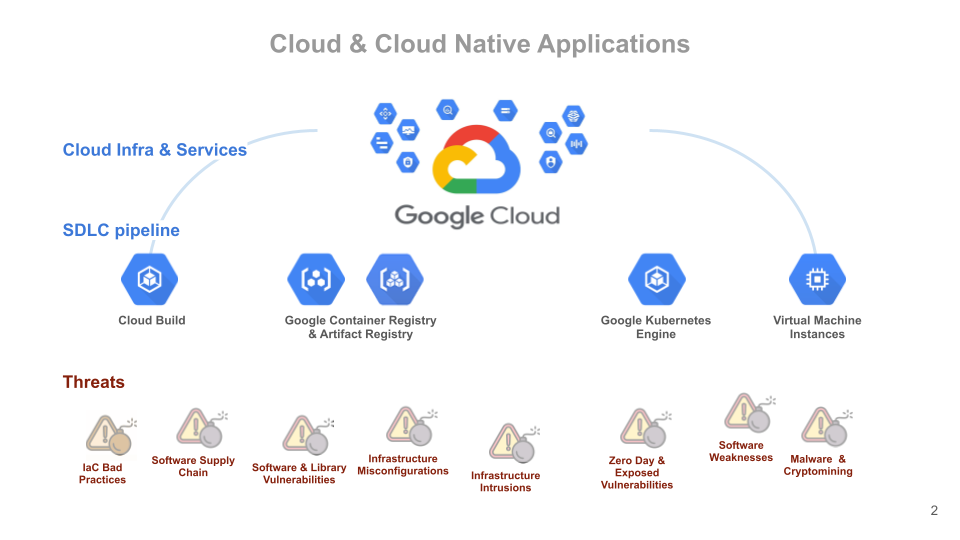 Cloud & Cloud Native Applications
Cloud Infra & Services
Google Cloud
SDLC pipeline
Cloud Build
Google Container Registry
& Artifact Registry
Google Kubernetes
Engine
Virtual Machine
Instances
Threats
IaC Bad
Practices
Software Supply
Chain
Software & Library
Vulnerabilities
Infrastructure
Misconfigurations
Infrastructure
Intrusions
Zero Day &
Exposed
Vulnerabilities
Software
Weaknesses
Malware &
Cryptomining
2